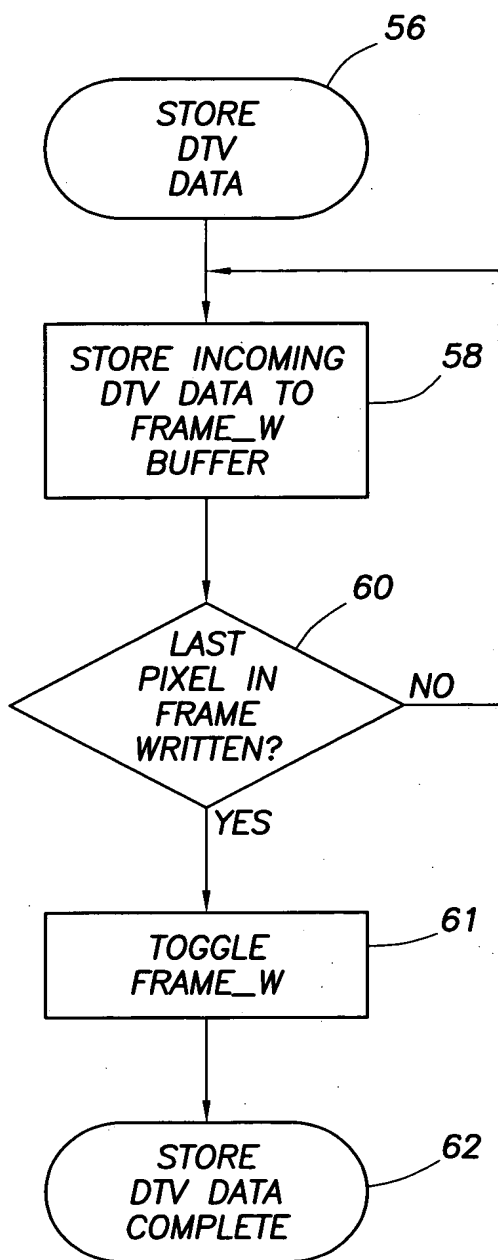 56
STORE
DTV
DATA
STORE INCOMING
DTV DATA TO
FRAME_W
BUFFER
58
60
LAST
PIXEL IN
FRAME
WRITTEN?
NO
YES
61
TOGGLE
FRAME_W
62
STORE
DTV DATA
COMPLETE